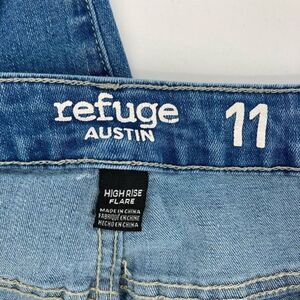 refuge 11
AUSTIN
HIGH RISE
FLARE
MADE IN CHINA
FABRIQUÉ EN CHINE
HECHO EN CHINA